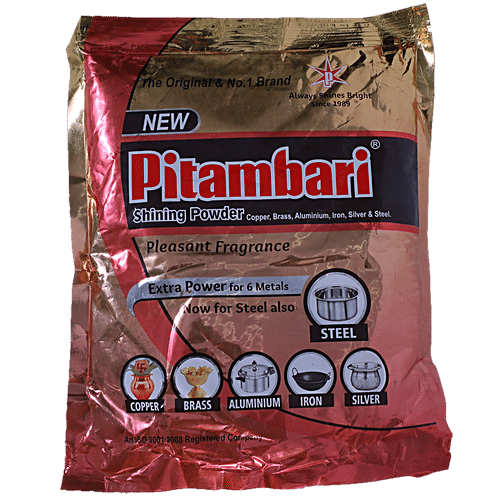 The Original & No.1 Brand
P
Always Shines Bright
Since 1989
NEW
Pitambari®
Shining Powder Copper, Brass, Aluminium, Iron, Silver & Steel.
Pleasant Fragrance
Extra Power for 6 Metals
Now for Steel also
STEEL
COPPER BRASS ALUMINIUM IRON SILVER
An ISO 9001:2008 Registered Company